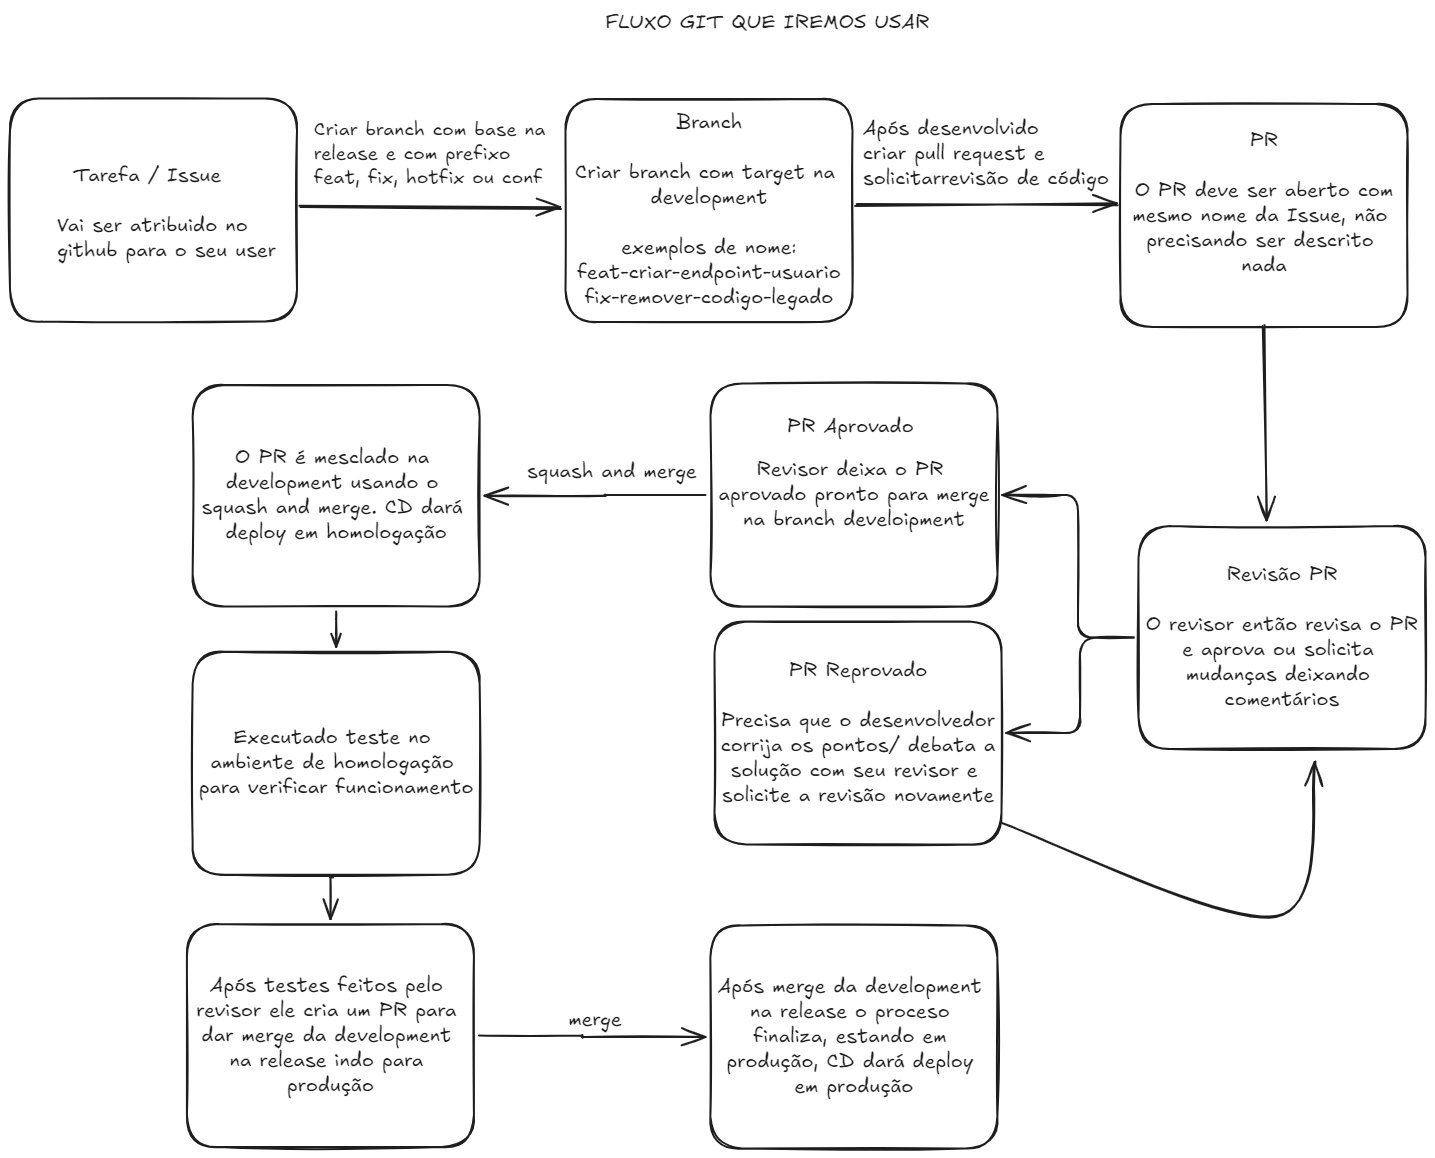 FLUXO GIT QUE IREMOS USAR
Tarefa / Issue
Vai ser atribuido no
github para o seu user
Criar branch com base na
release e com prefixo
feat, fix, hotfix ou conf
Branch
Criar branch com target na
development
exemplos de nome:
feat-criar-endpoint-usuario
fix-remover-codigo-legado
Após desenvolvido
criar pull request e
solicitarrevisão de código
PR
O PR deve ser aberto com
mesmo nome da Issue, não
precisando ser descrito
nada
Revisão PR
O revisor então revisa o PR
e aprova ou solicita
mudanças deixando
comentários
PR Aprovado
Revisor deixa o PR
aprovado pronto para merge
na branch develoipment
PR Reprovado
Precisa que o desenvolvedor
corrija os pontos/ debata a
solução com seu revisor e
solicite a revisão novamente
squash and merge
O PR é mesclado na
development usando o
squash and merge. CD dará
deploy em homologação
Executado teste no
ambiente de homologação
para verificar funcionamento
Após testes feitos pelo
revisor ele cria um PR para
dar merge da development
na release indo para
produção
merge
Após merge da development
na release o proceso
finaliza, estando em
produção, CD dará deploy
em produção